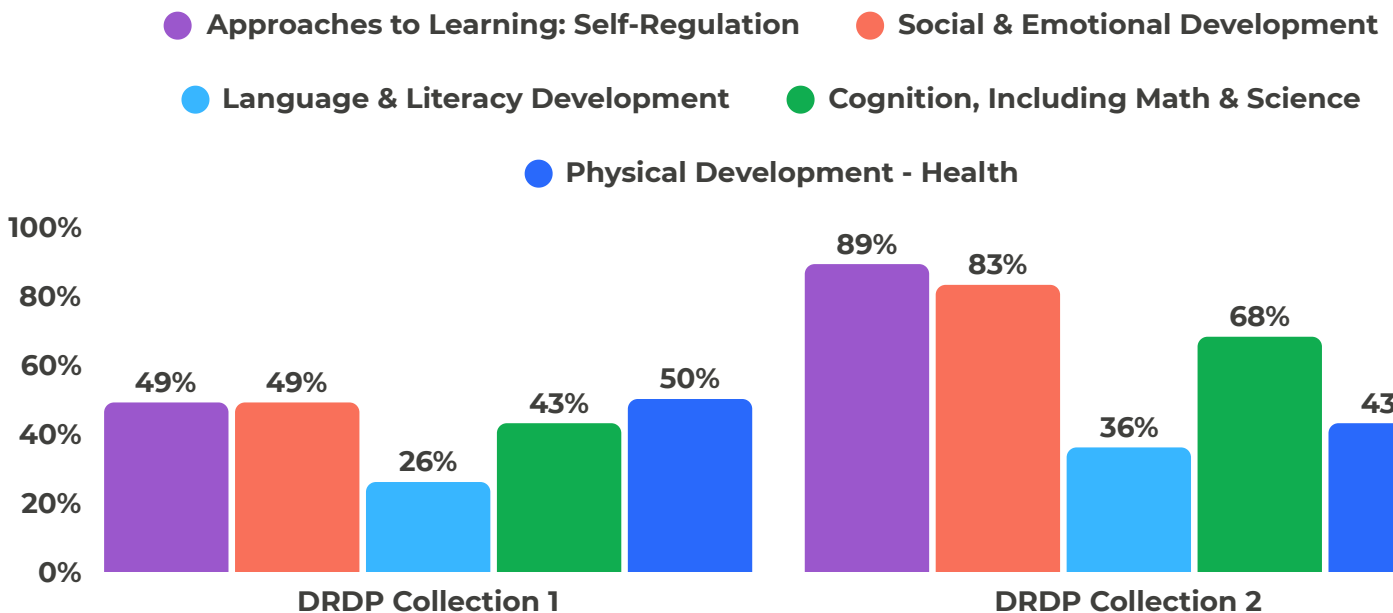 Approaches to Learning: Self-Regulation Social & Emotional Development
Language & Literacy Development Cognition, Including Math & Science
Physical Development - Health
100%
80%
60%
40%
20%
0%
49% 49% 26% 43% 50%
89% 83% 36% 68% 43
DRDP Collection 1 DRDP Collection 2